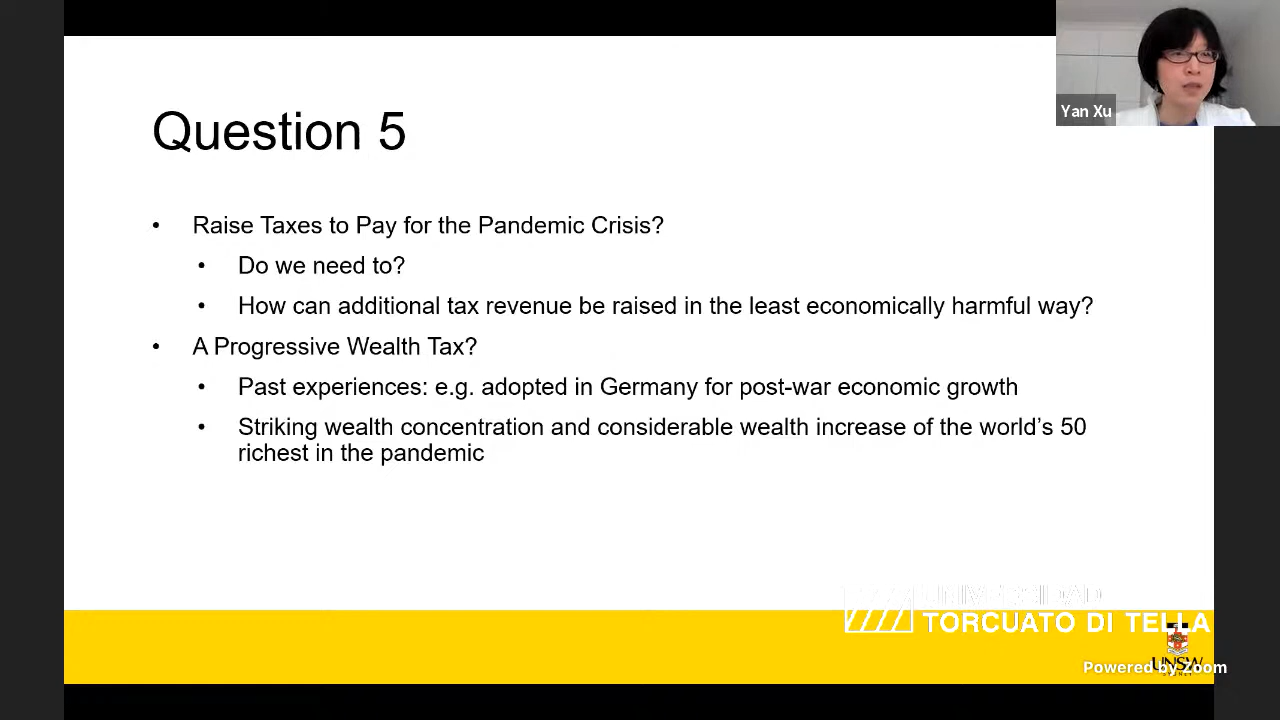 Yan Xu
Question 5
• Raise Taxes to Pay for the Pandemic Crisis?
• Do we need to?
• How can additional tax revenue be raised in the least economically harmful way?
• A Progressive Wealth Tax?
• Past experiences: e.g. adopted in Germany for post-war economic growth
• Striking wealth concentration and considerable wealth increase of the world’s 50
richest in the pandemic
UNIVERSIDAD
TORCUATO DI TELLA
UNSW
SYDNEY
Powered by Zoom